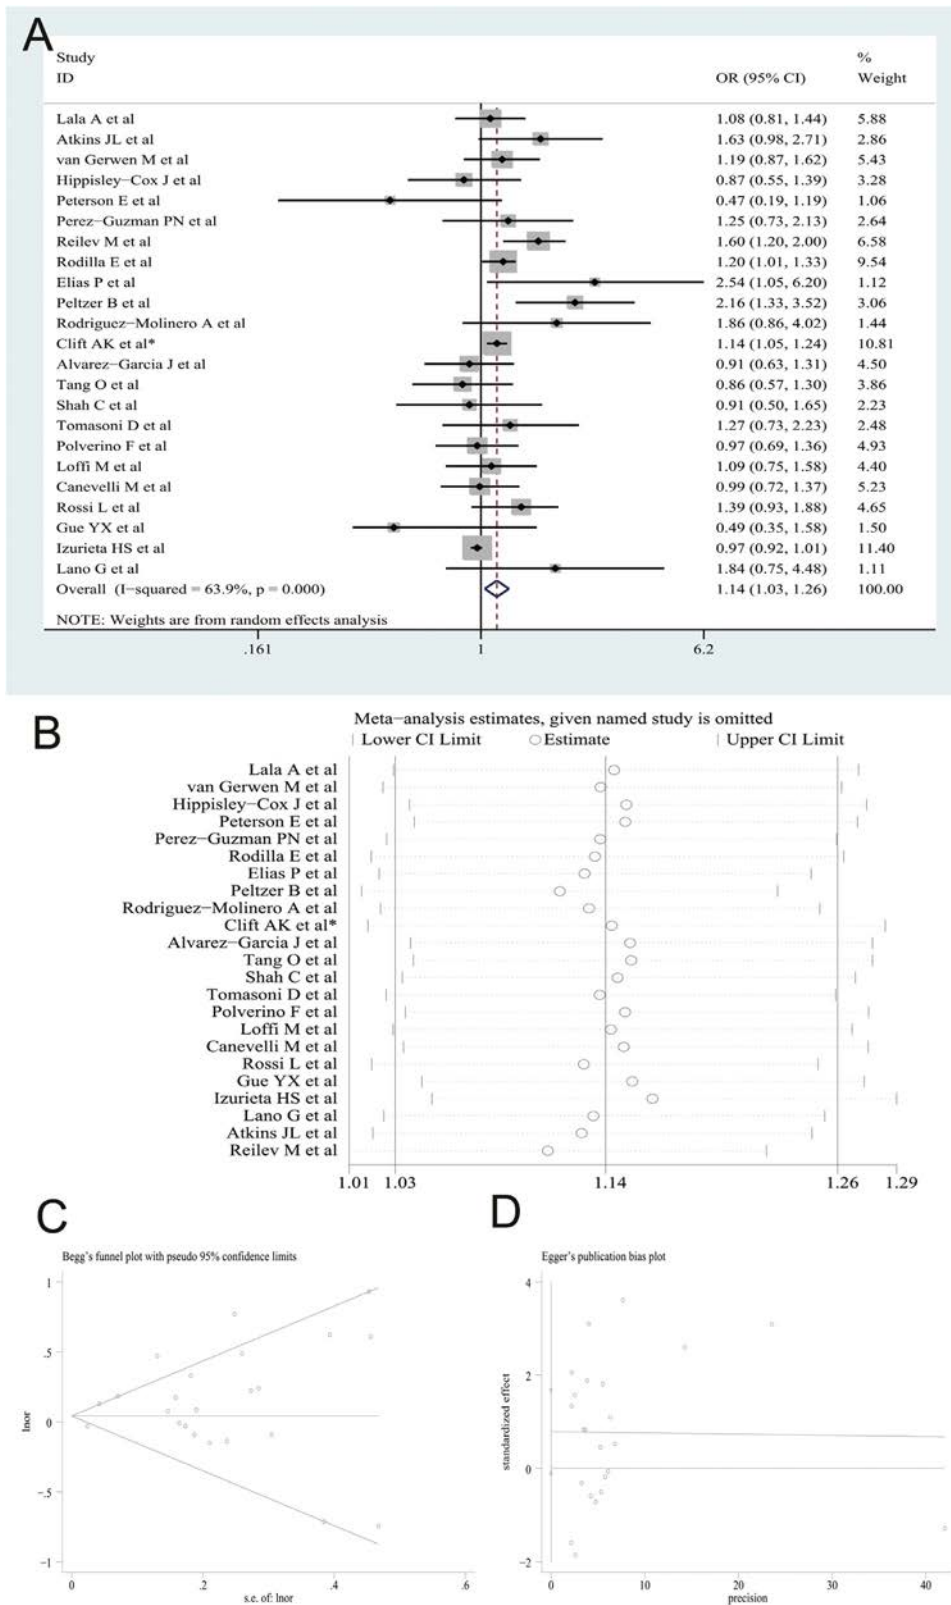 A
Study %
ID OR (95% CI) Weight
Lala A et al 1.08 (0.81, 1.44) 5.88
Atkins JL et al 1.63 (0.98, 2.71) 2.86
van Gerwen M et al 1.19 (0.87, 1.62) 5.43
Hippisley−Cox J et al 0.87 (0.55, 1.39) 3.28
Peterson E et al 0.47 (0.19, 1.19) 1.06
Perez−Guzman PN et al 1.25 (0.73, 2.13) 2.64
Reilev M et al 1.60 (1.20, 2.00) 6.58
Rodilla E et al 1.20 (1.01, 1.33) 9.54
Elias P et al 2.54 (1.05, 6.20) 1.12
Peltzer B et al 2.16 (1.33, 3.52) 3.06
Rodriguez−Molinero A et al 1.86 (0.86, 4.02) 1.44
Clift AK et al* 1.14 (1.05, 1.24) 10.81
Alvarez−Garcia J et al 0.91 (0.63, 1.31) 4.50
Tang O et al 0.86 (0.57, 1.30) 3.86
Shah C et al 0.91 (0.50, 1.65) 2.23
Tomasoni D et al 1.27 (0.73, 2.23) 2.48
Polverino F et al 0.97 (0.69, 1.36) 4.93
Loffi M et al 1.09 (0.75, 1.58) 4.40
Canevelli M et al 0.99 (0.72, 1.37) 5.23
Rossi L et al 1.39 (0.93, 1.88) 4.65
Gue YX et al 0.49 (0.35, 1.58) 1.50
Izurieta HS et al 0.97 (0.92, 1.01) 11.40
Lano G et al 1.84 (0.75, 4.48) 1.11
Overall (I−squared = 63.9%, p = 0.000) 1.14 (1.03, 1.26) 100.00
NOTE: Weights are from random effects analysis
.161 1 6.2
B
Meta−analysis estimates, given named study is omitted
Lower CI Limit Estimate Upper CI Limit
Lala A et al
van Gerwen M et al
Hippisley−Cox J et al
Peterson E et al
Perez−Guzman PN et al
Rodilla E et al
Elias P et al
Peltzer B et al
Rodriguez−Molinero A et al
Clift AK et al*
Alvarez−Garcia J et al
Tang O et al
Shah C et al
Tomasoni D et al
Polverino F et al
Loffi M et al
Canevelli M et al
Rossi L et al
Gue YX et al
Izurieta HS et al
Lano G et al
Atkins JL et al
Reilev M et al
1.01 1.03 1.14 1.26 1.29
C
Begg's funnel plot with pseudo 95% confidence limits
lnor
1
.5
0
−.5
−1
0 .2 .4 .6
s.e. of: lnor
D
Egger's publication bias plot
standardized effect
4
2
0
−2
0 10 20 30 40
precision